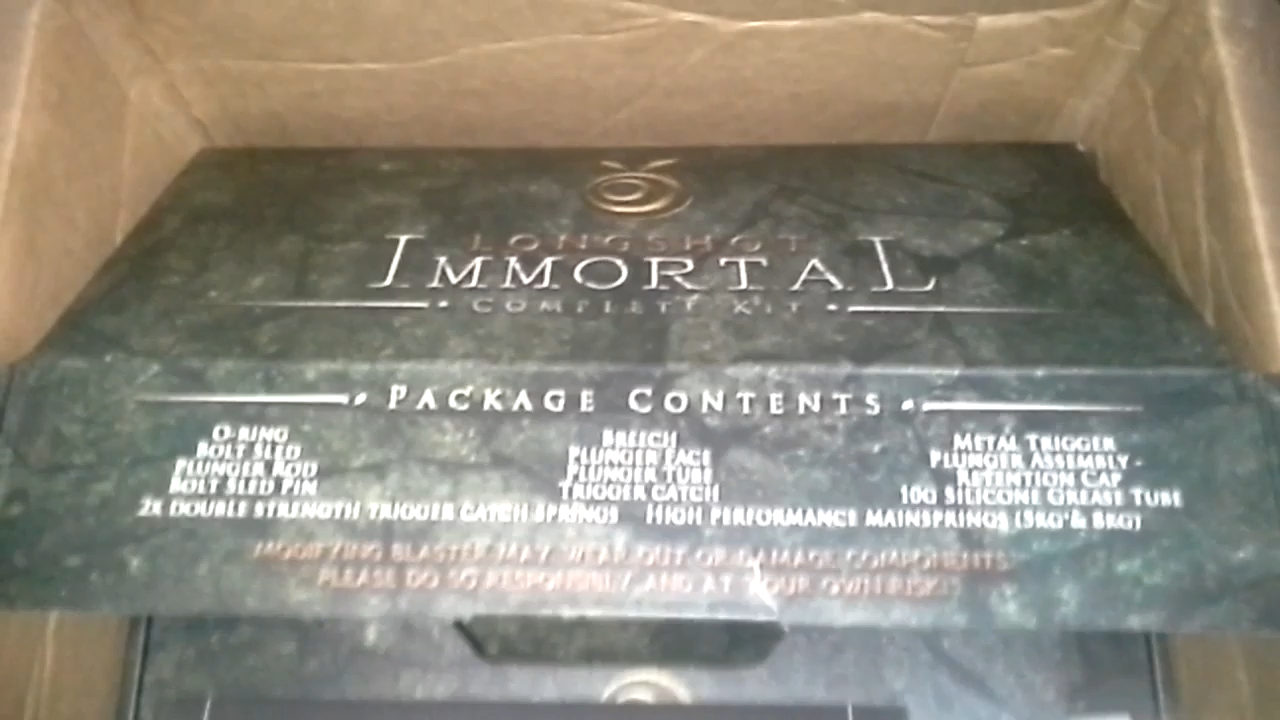 LONGSHOT
IMMORTAL
COMPLETE KIT
PACKAGE CONTENTS
O-RING
BOLT SLED
PLUNGER ROD
BOLT SLED PIN
BREECH
PLUNGER FACE
PLUNGER TUBE
TRIGGER CATCH
METAL TRIGGER
PLUNGER ASSEMBLY -
RETENTION CAP
10G SILICONE GREASE TUBE
2X DOUBLE STRENGTH TRIGGER CATCH SPRINGS HIGH PERFORMANCE MAINSPRINGS (5KG & 8KG)
MODIFYING BLASTER MAY WEAR OUT OR DAMAGE COMPONENTS.
PLEASE DO SO RESPONSIBLY AND AT YOUR OWN RISK!